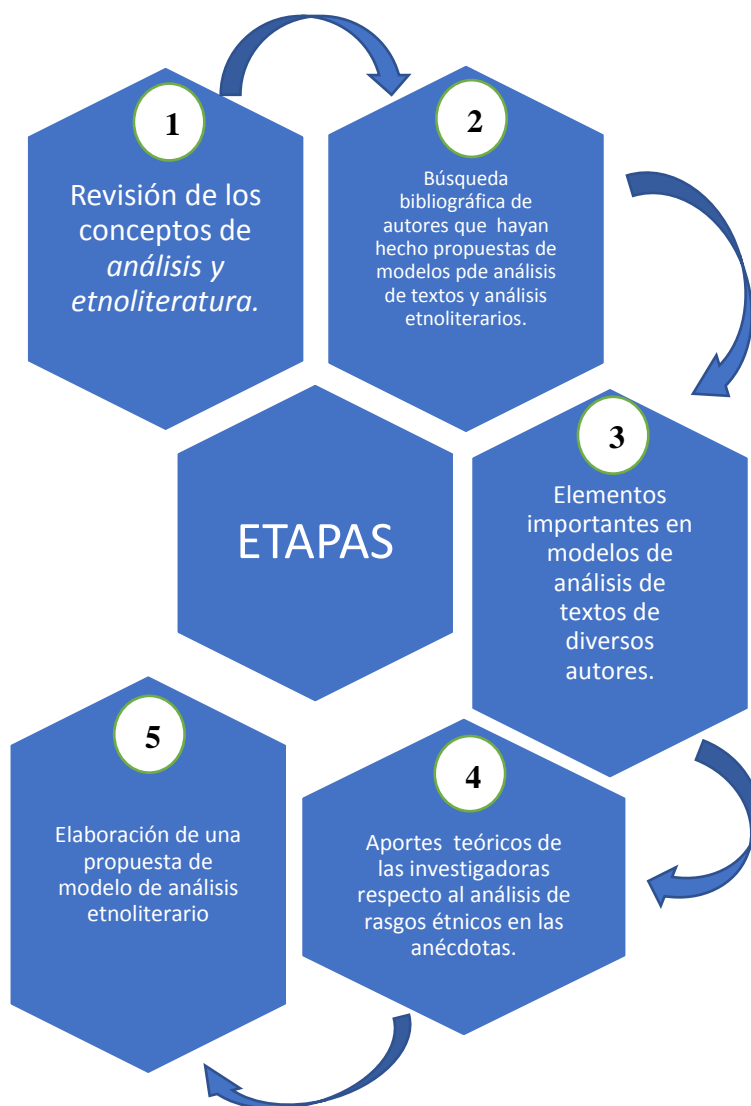 1
Revisión de los
conceptos de
análisis y
etnoliteratura.
2
Búsqueda
bibliográfica de
autores que hayan
hecho propuestas de
modelos pde análisis
de textos y análisis
etnoliterarios.
3
Elementos
importantes en
modelos de
análisis de
textos de
diversos
autores.
ETAPAS
4
Aportes teóricos de
las investigadoras
respecto al análisis de
rasgos étnicos en las
anécdotas.
5
Elaboración de una
propuesta de
modelo de análisis
etnoliterario